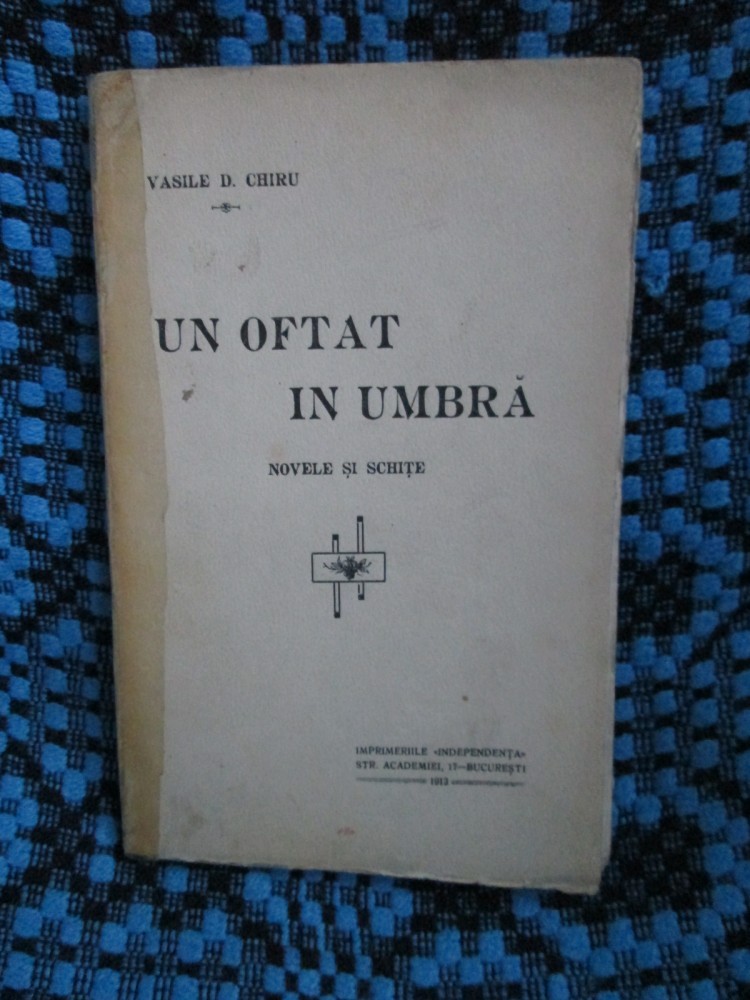 VASILE D. CHIRU
UN OFTAT
IN UMBRĂ
NOVELE ȘI SCHIȚE
IMPRIMERIILE «INDEPENDENȚA»
STR. ACADEMIEI, 17—BUCUREȘTI
1913